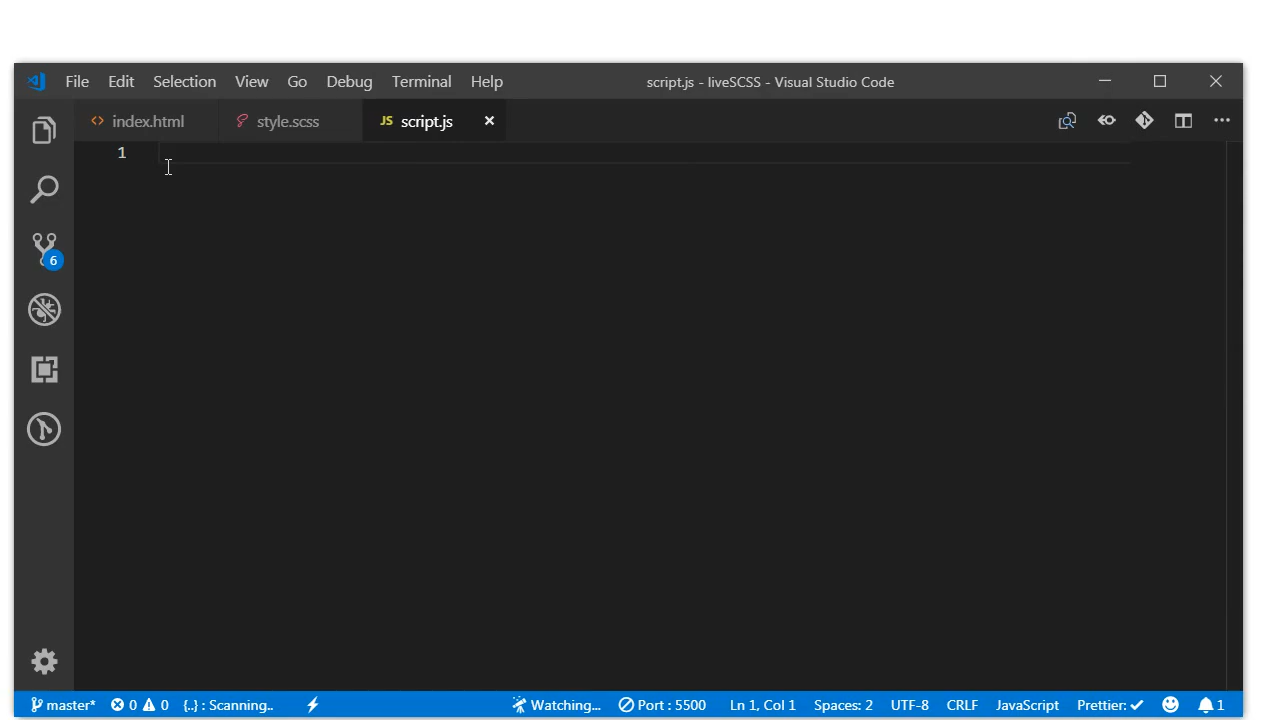 File Edit Selection View Go Debug Terminal Help script.js - liveSCSS - Visual Studio Code
index.html style.scss JS script.js
1
6
master* 0 0 {..} : Scanning.. Watching... Port : 5500 Ln 1, Col 1 Spaces: 2 UTF-8 CRLF JavaScript Prettier: 1